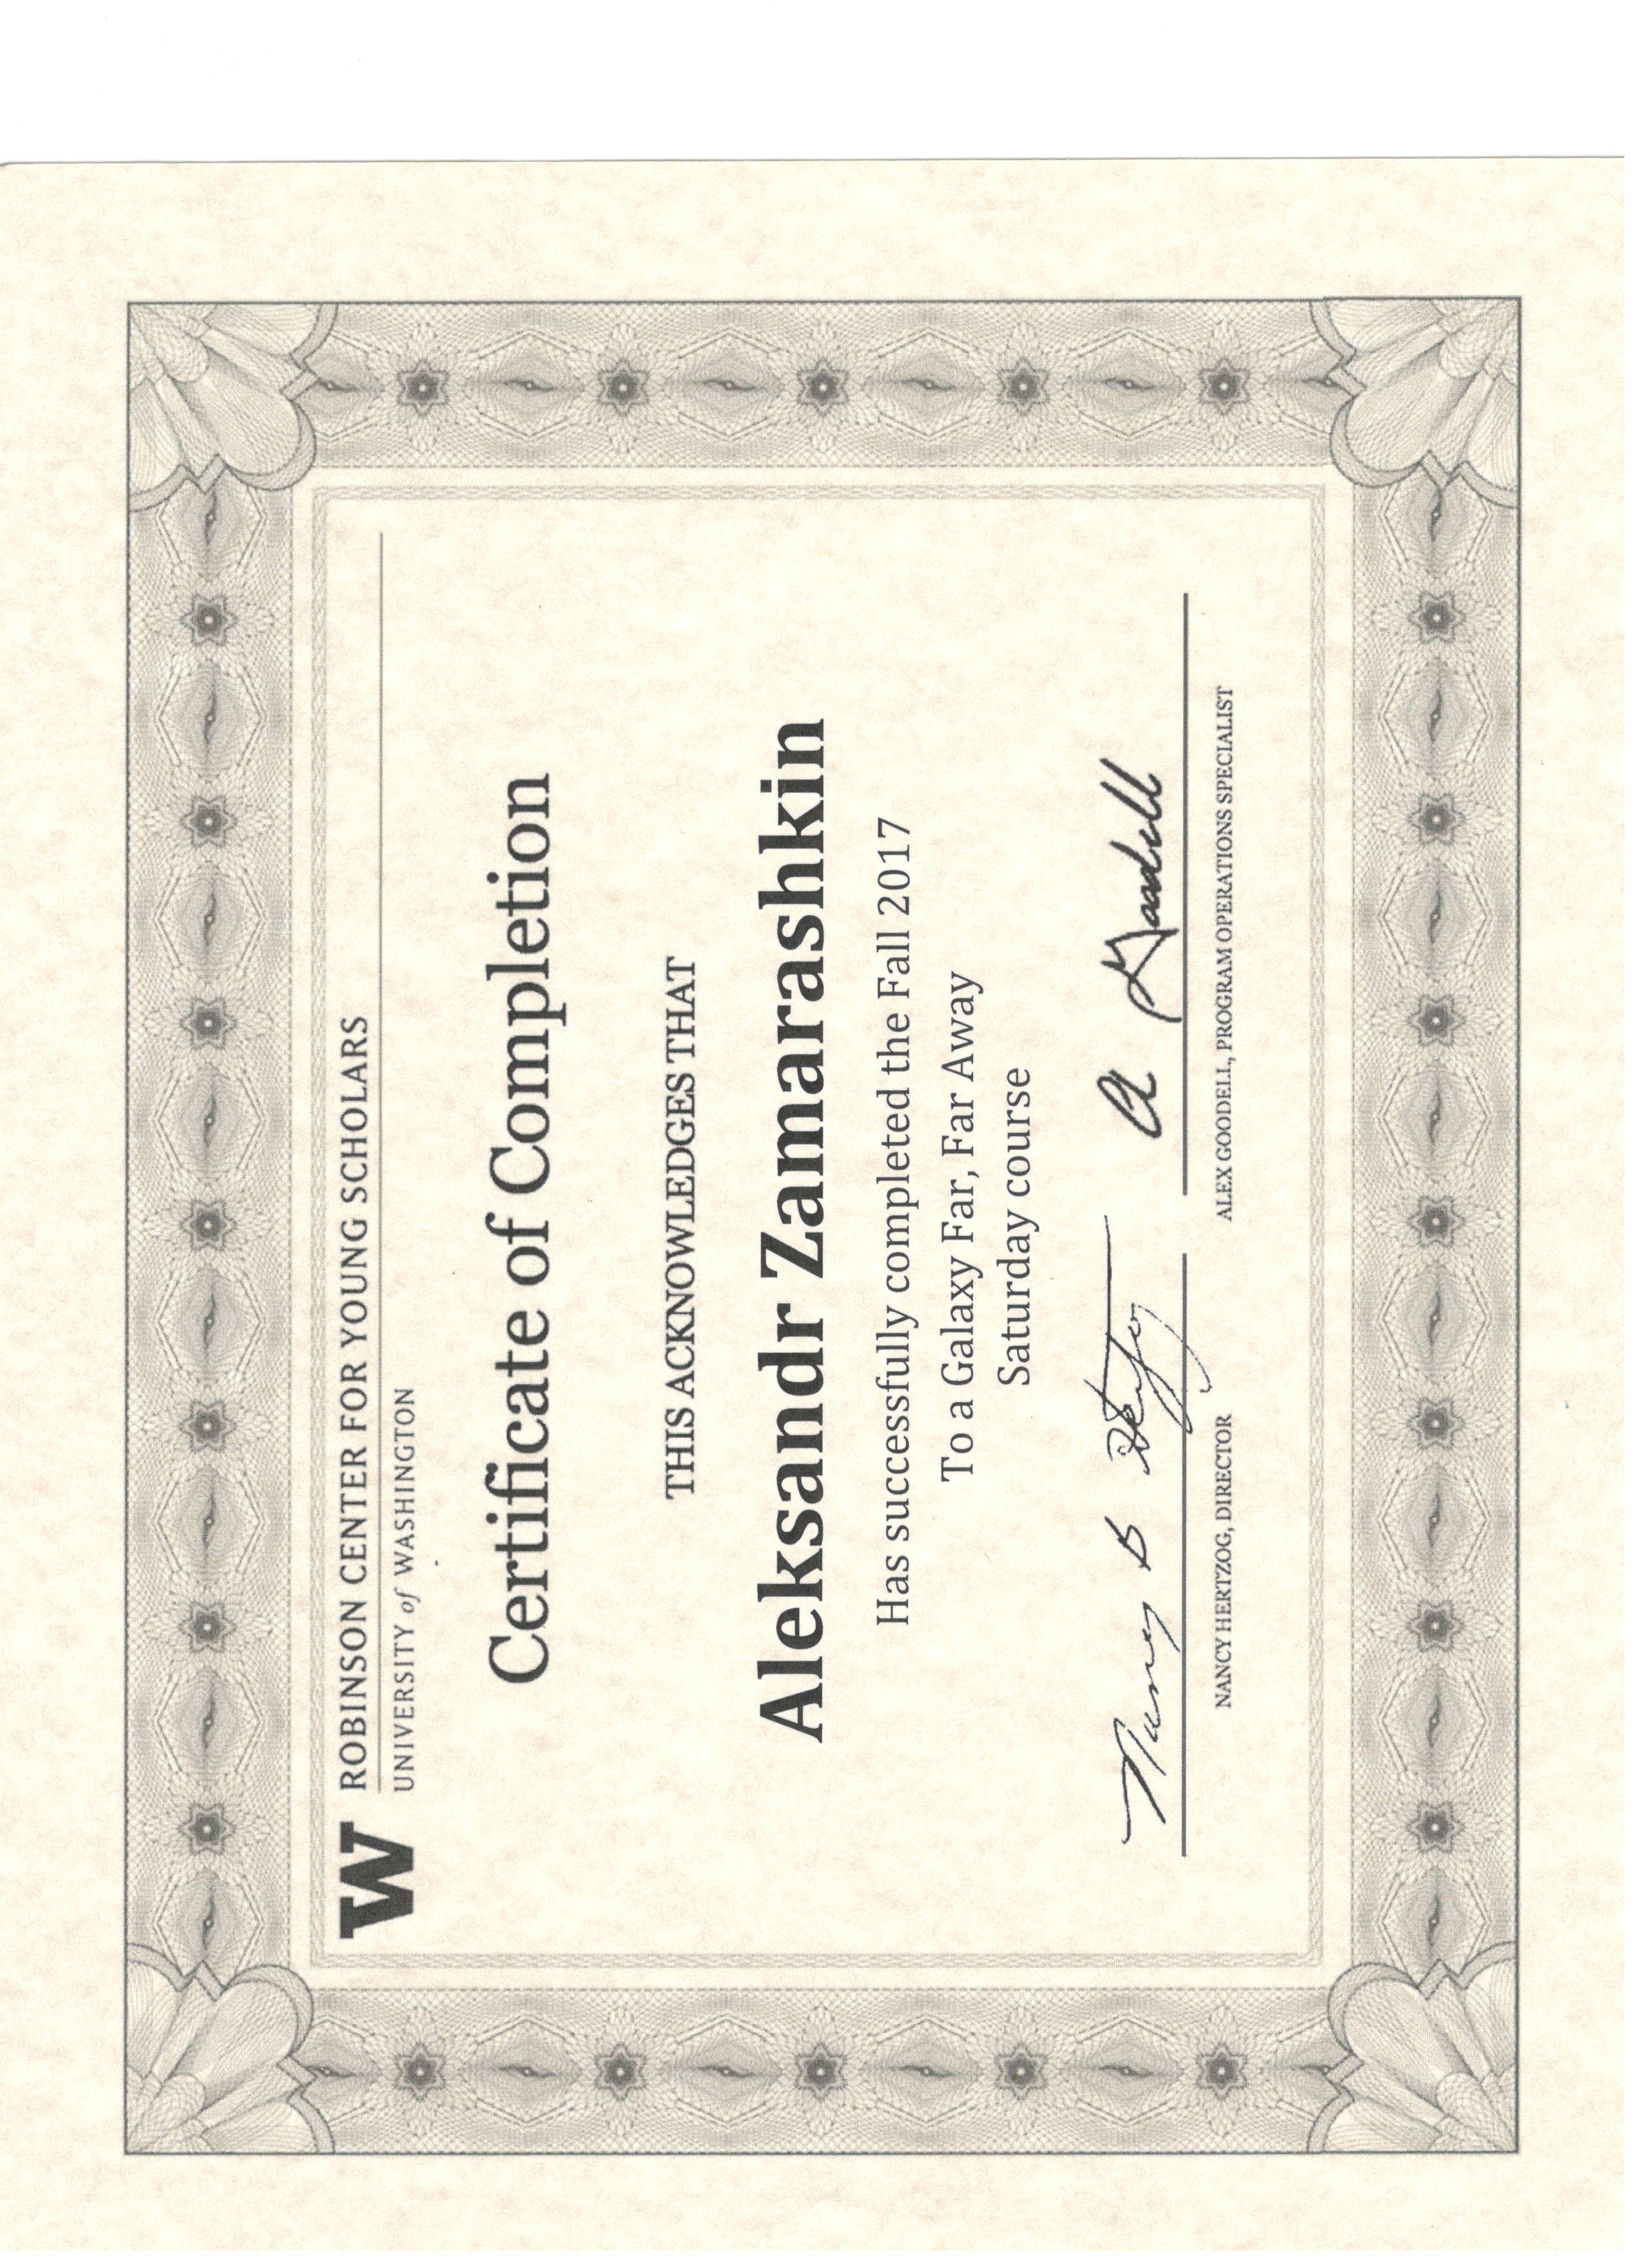 W
ROBINSON CENTER FOR YOUNG SCHOLARS
UNIVERSITY of WASHINGTON
Certificate of Completion
THIS ACKNOWLEDGES THAT
Aleksandr Zamarashkin
Has successfully completed the Fall 2017
To a Galaxy Far, Far Away
Saturday course
Nancy B Hertzog
A Goodell
NANCY HERTZOG, DIRECTOR
ALEX GOODELL, PROGRAM OPERATIONS SPECIALIST